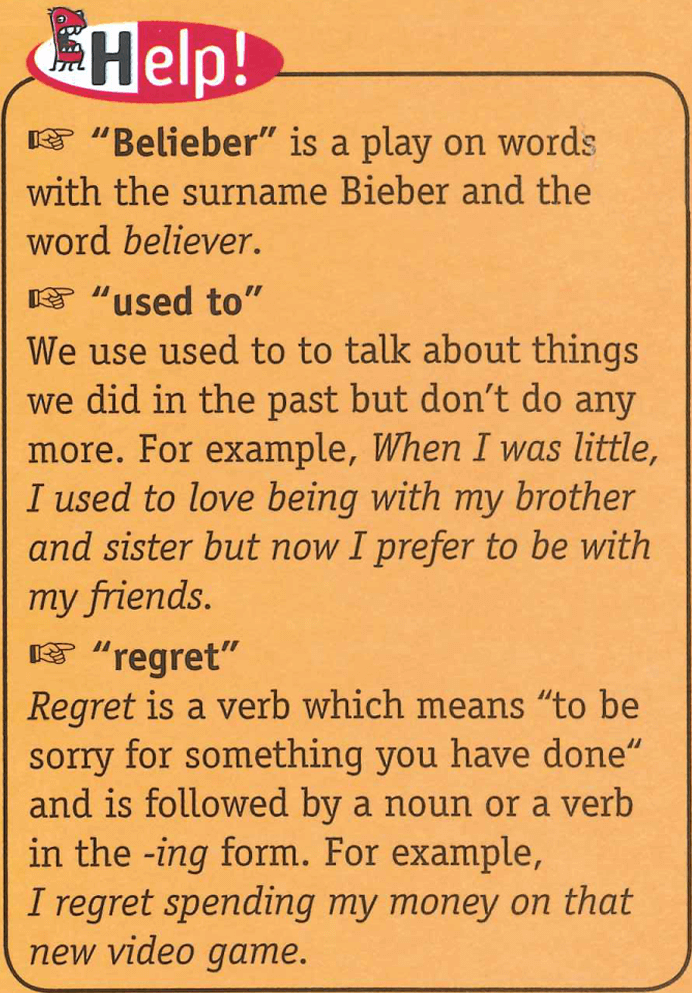 Help!
☞ “Belieber” is a play on words
with the surname Bieber and the
word believer.
☞ “used to”
We use used to to talk about things
we did in the past but don’t do any
more. For example, When I was little,
I used to love being with my brother
and sister but now I prefer to be with
my friends.
☞ “regret”
Regret is a verb which means “to be
sorry for something you have done“
and is followed by a noun or a verb
in the -ing form. For example,
I regret spending my money on that
new video game.